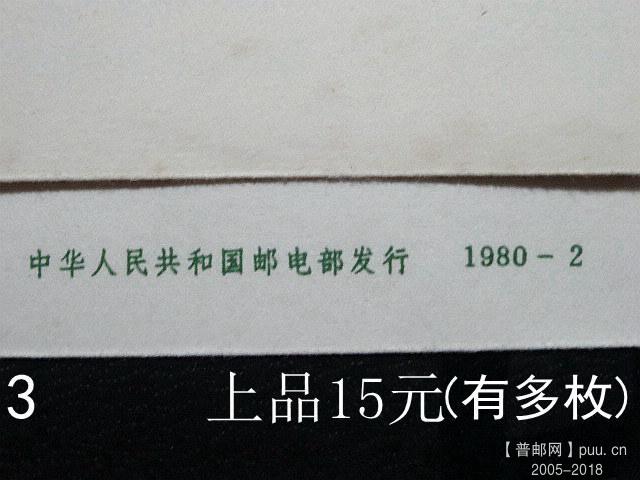 中华人民共和国邮电部发行 1980-2
3 上品15元(有多枚)
【普邮网】puu.cn
2005-2018